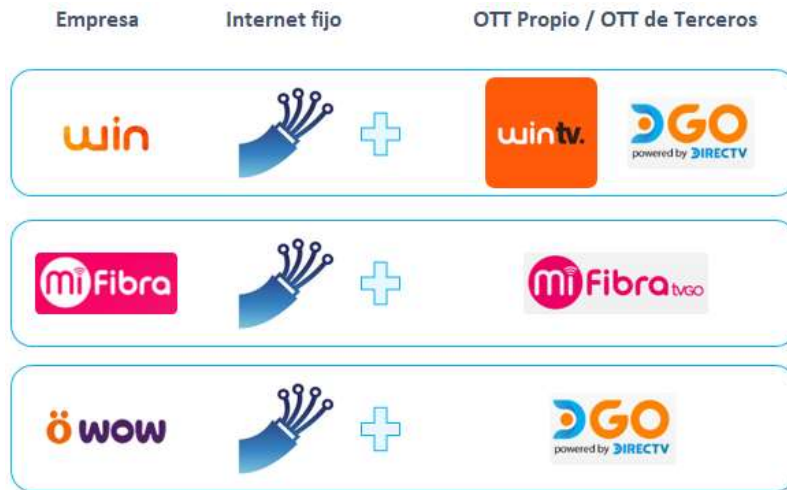 Empresa Internet fijo OTT Propio / OTT de Terceros
win wintv. DGO
powered by DIRECTV
mi Fibra mi Fibra tvGO
ö wow DGO
powered by DIRECTV